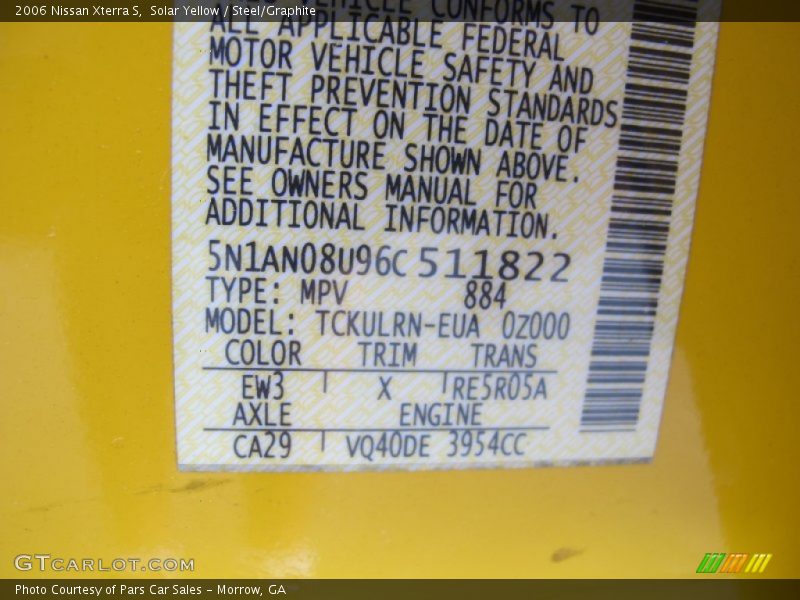 2006 Nissan Xterra S, Solar Yellow / Steel/Graphite
VEHICLE CONFORMS TO
ALL APPLICABLE FEDERAL
MOTOR VEHICLE SAFETY AND
THEFT PREVENTION STANDARDS
IN EFFECT ON THE DATE OF
MANUFACTURE SHOWN ABOVE.
SEE OWNERS MANUAL FOR
ADDITIONAL INFORMATION.
5N1AN08U96C511822
TYPE: MPV 884
MODEL: TCKULRN-EUA 0Z000
COLOR TRIM TRANS
EW3 X RE5R05A
AXLE ENGINE
CA29 VQ40DE 3954CC
GTCARLOT.COM
Photo Courtesy of Pars Car Sales - Morrow, GA